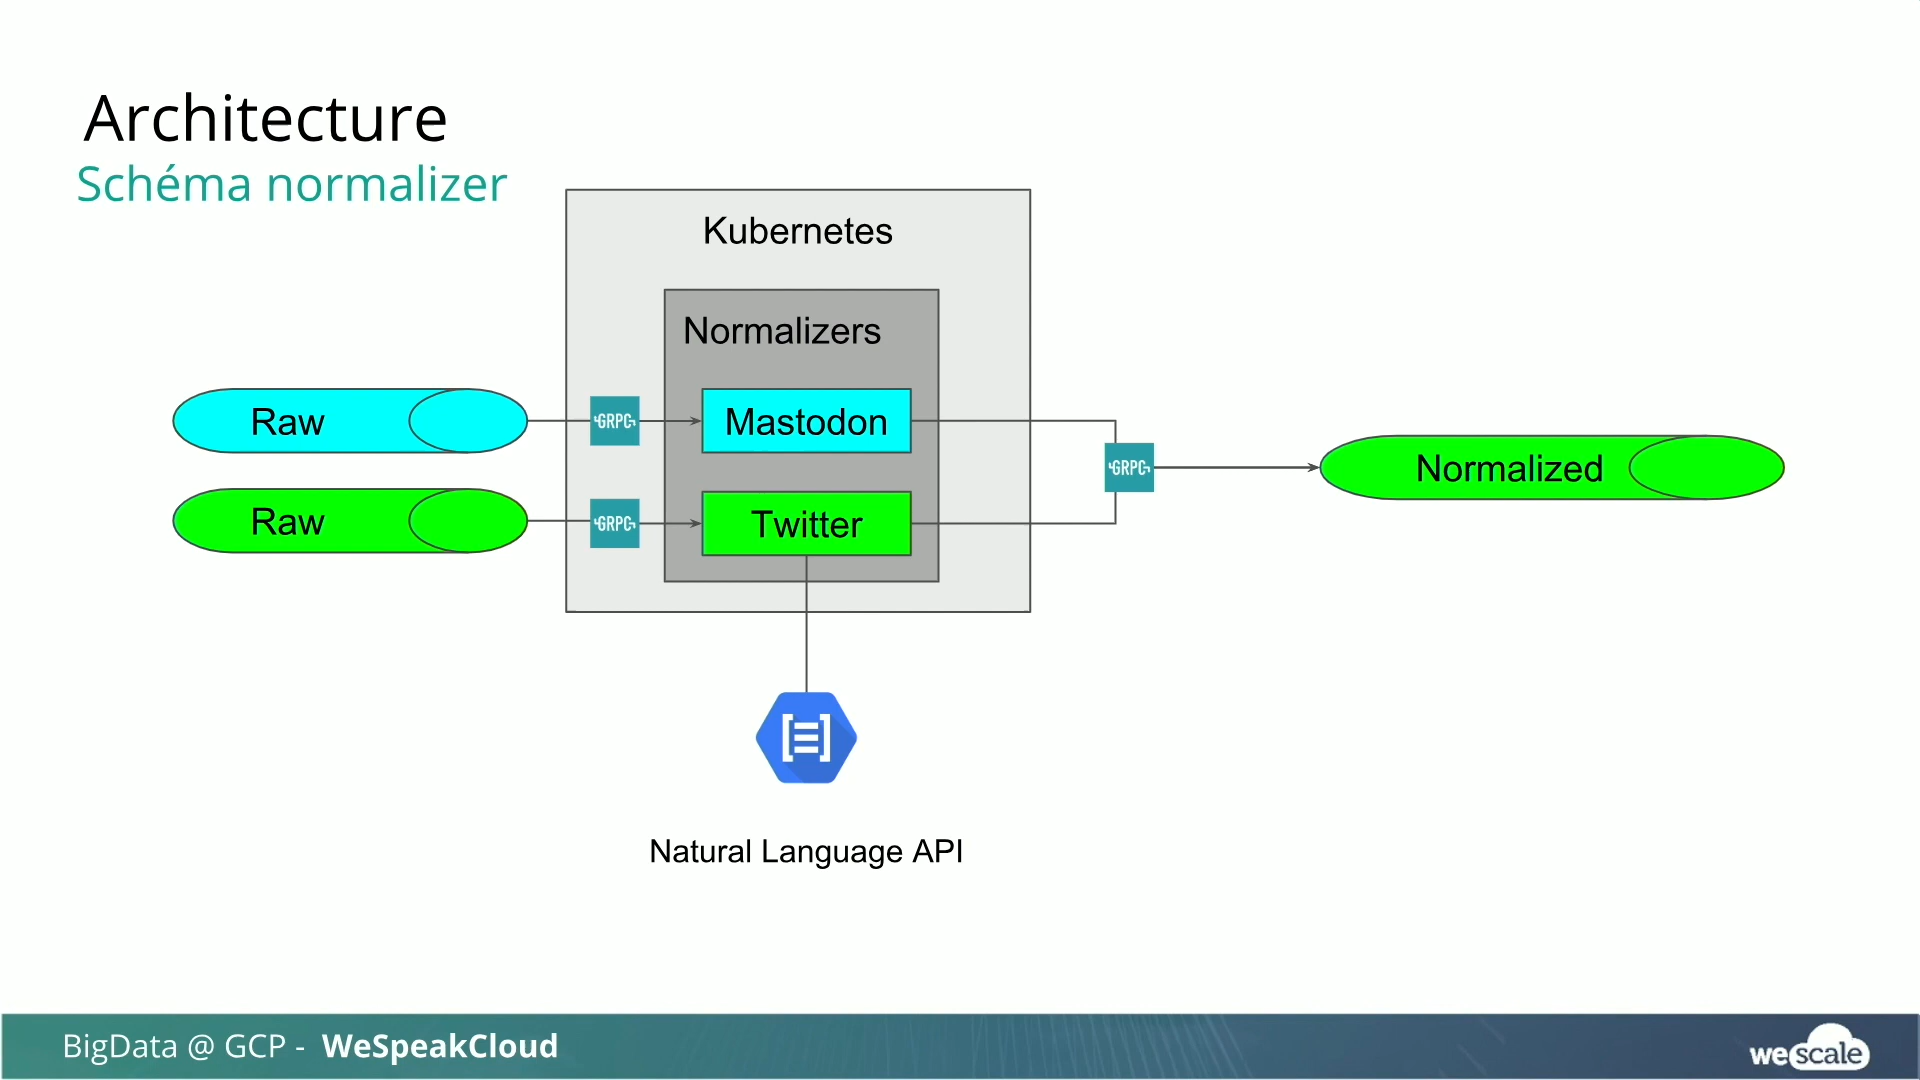 Architecture
Schéma normalizer
Kubernetes
Normalizers
Raw
GRPC
Mastodon
Raw
GRPC
Twitter
GRPC
Normalized
Natural Language API
BigData @ GCP - WeSpeakCloud
wescale